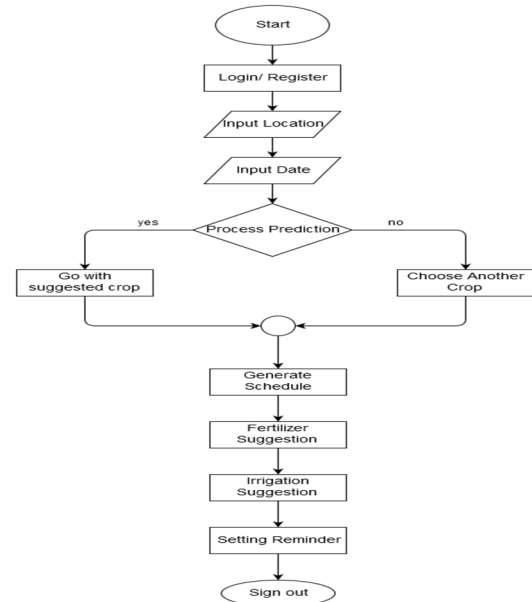 Start
Login/ Register
Input Location
Input Date
yes
Process Prediction
no
Go with
suggested crop
Choose Another
Crop
Generate
Schedule
Fertilizer
Suggestion
Irrigation
Suggestion
Setting Reminder
Sign out